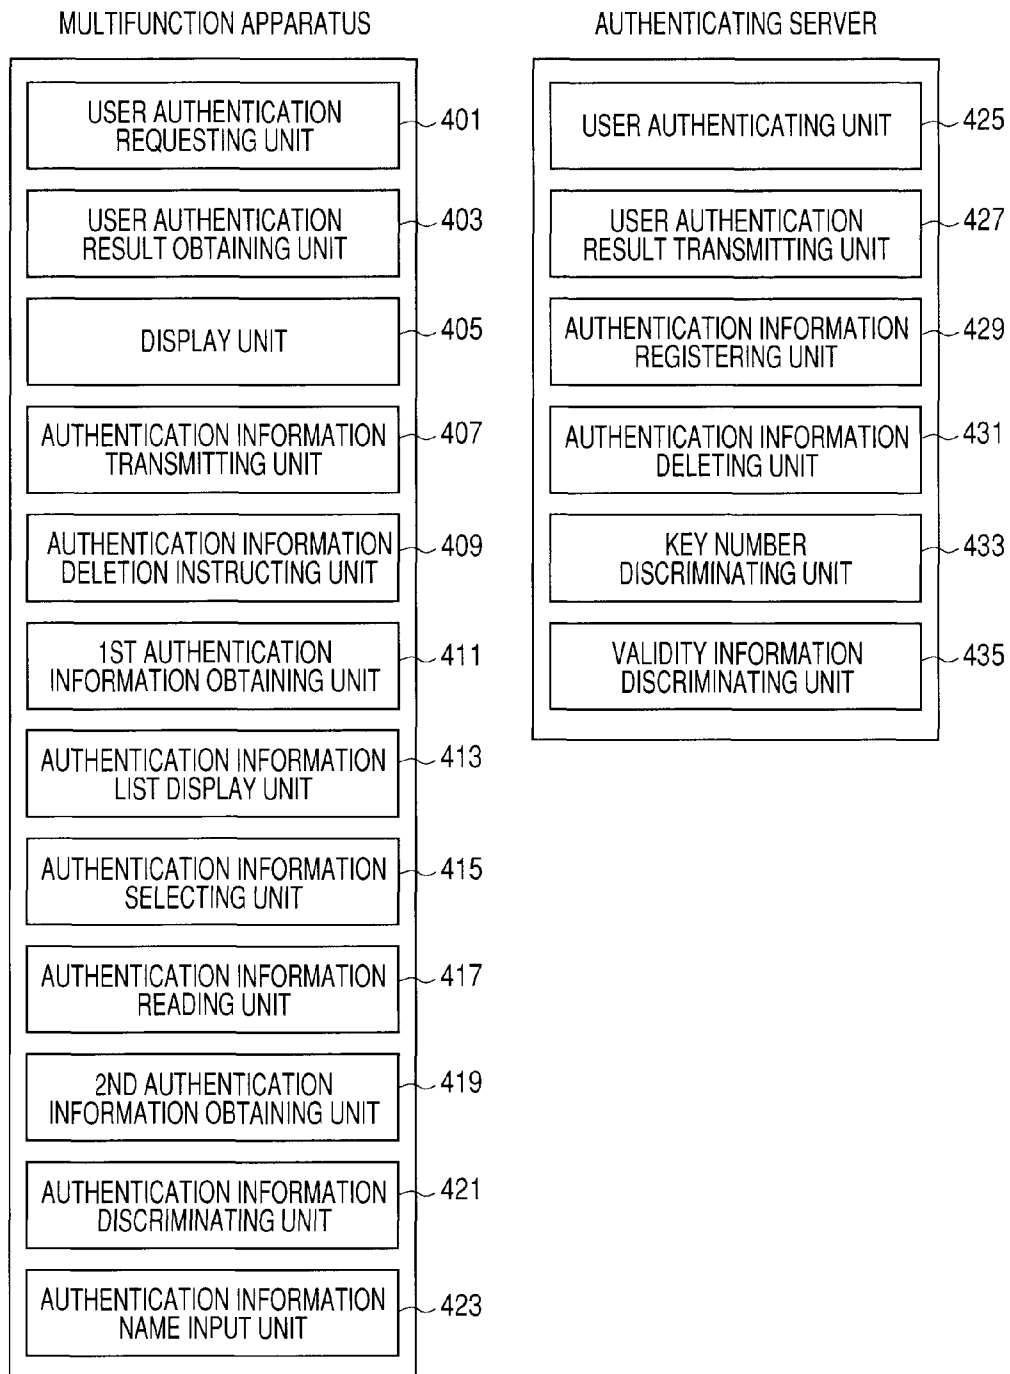 MULTIFUNCTION APPARATUS
USER AUTHENTICATION
REQUESTING UNIT
401
USER AUTHENTICATION
RESULT OBTAINING UNIT
403
DISPLAY UNIT
405
AUTHENTICATION INFORMATION
TRANSMITTING UNIT
407
AUTHENTICATION INFORMATION
DELETION INSTRUCTING UNIT
409
1ST AUTHENTICATION
INFORMATION OBTAINING UNIT
411
AUTHENTICATION INFORMATION
LIST DISPLAY UNIT
413
AUTHENTICATION INFORMATION
SELECTING UNIT
415
AUTHENTICATION INFORMATION
READING UNIT
417
2ND AUTHENTICATION
INFORMATION OBTAINING UNIT
419
AUTHENTICATION INFORMATION
DISCRIMINATING UNIT
421
AUTHENTICATION INFORMATION
NAME INPUT UNIT
423
AUTHENTICATING SERVER
USER AUTHENTICATING UNIT
425
USER AUTHENTICATION
RESULT TRANSMITTING UNIT
427
AUTHENTICATION INFORMATION
REGISTERING UNIT
429
AUTHENTICATION INFORMATION
DELETING UNIT
431
KEY NUMBER
DISCRIMINATING UNIT
433
VALIDITY INFORMATION
DISCRIMINATING UNIT
435